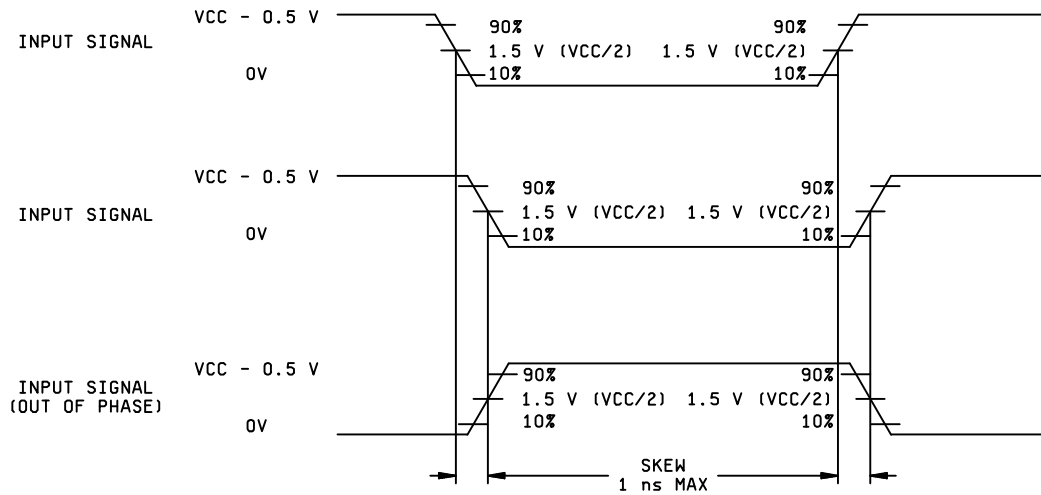 VCC - 0.5 V
90% 90%
INPUT SIGNAL 1.5 V (VCC/2) 1.5 V (VCC/2)
0V 10% 10%
VCC - 0.5 V
90% 90%
INPUT SIGNAL 1.5 V (VCC/2) 1.5 V (VCC/2)
0V 10% 10%
VCC - 0.5 V
90% 90%
INPUT SIGNAL
(OUT OF PHASE) 1.5 V (VCC/2) 1.5 V (VCC/2)
0V 10% 10%
SKEW
1 ns MAX